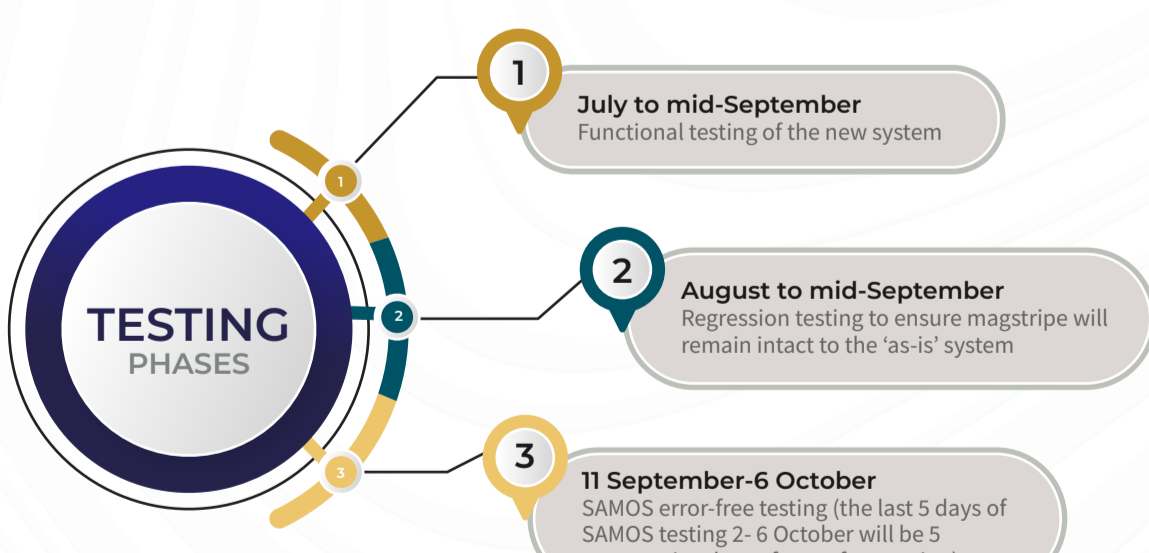 TESTING
PHASES
1
2
3
1
July to mid-September
Functional testing of the new system
2
August to mid-September
Regression testing to ensure magstripe will
remain intact to the ‘as-is’ system
3
11 September-6 October
SAMOS error-free testing (the last 5 days of
SAMOS testing 2- 6 October will be 5